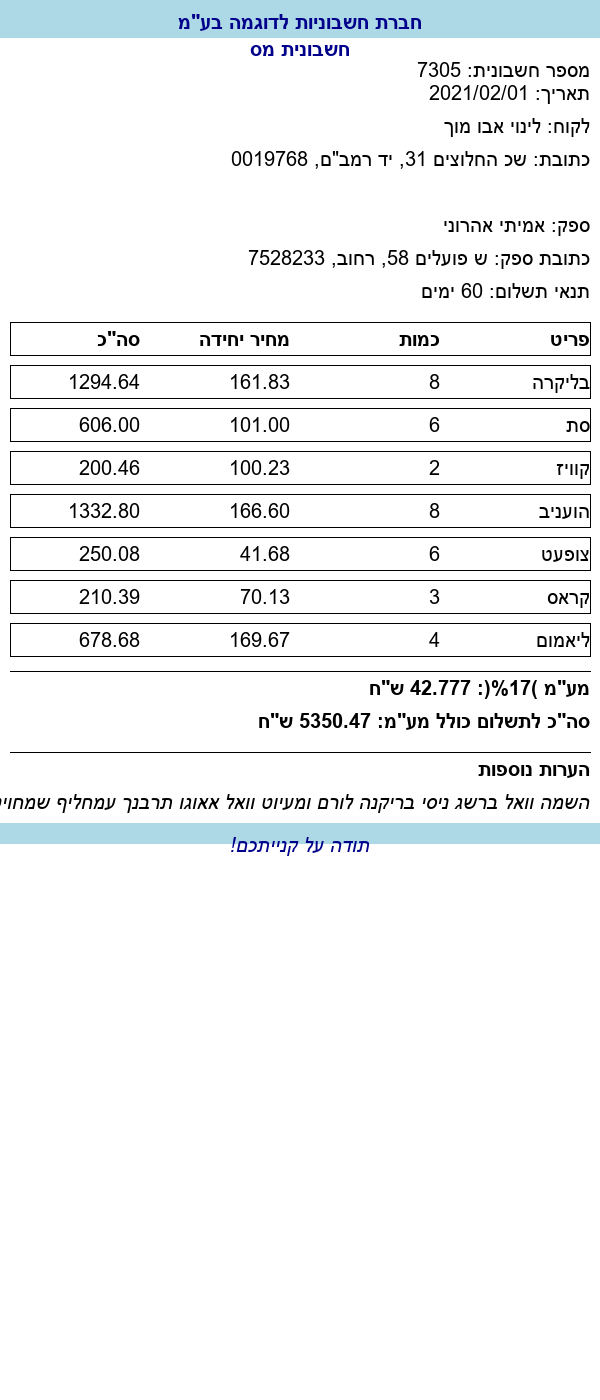 חברת חשבוניות לדוגמה בע"מ
חשבונית מס
מספר חשבונית: 7305
תאריך: 2021/02/01
לקוח: לינוי אבו מוך
כתובת: שכ החלוצים 31, יד רמב"ם, 0019768
ספק: אמיתי אהרוני
כתובת ספק: ש פועלים 58, רחוב, 7528233
תנאי תשלום: 60 ימים
פריט כמות מחיר יחידה סה"כ
בליקרה 8 161.83 1294.64
סת 6 101.00 606.00
קוויז 2 100.23 200.46
הועניב 8 166.60 1332.80
צופעט 6 41.68 250.08
קראס 3 70.13 210.39
ליאמום 4 169.67 678.68
מע"מ )17%(: 42.777 ש"ח
סה"כ לתשלום כולל מע"מ: 5350.47 ש"ח
הערות נוספות
השמה וואל ברשג ניסי בריקנה לורם ומעיוט וואל אאוגו תרבנך עמחליף
תודה על קנייתכם!